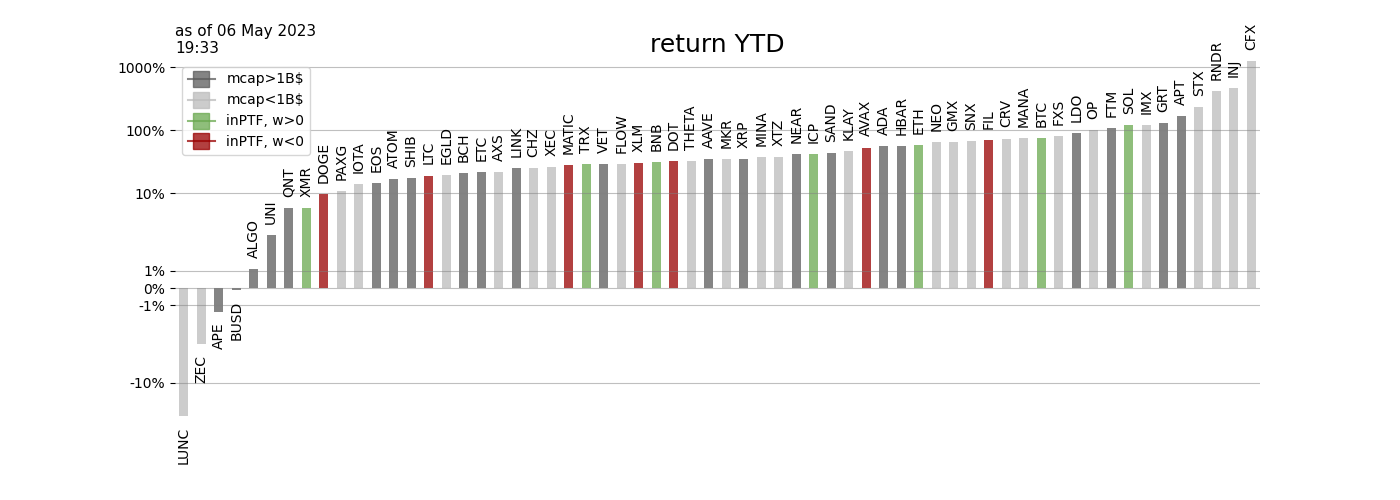 as of 06 May 2023
19:33
return YTD
1000%
100%
10%
1%
0%
-1%
-10%
mcap>1B$
mcap<1B$
inPTF, w>0
inPTF, w<0
LUNC
ZEC
APE
BUSD
ALGO
UNI
QNT
XMR
DOGE
PAXG
IOTA
EOS
ATOM
SHIB
LTC
EGLD
BCH
ETC
AXS
LINK
CHZ
XEC
MATIC
TRX
VET
FLOW
XLM
BNB
DOT
THETA
AAVE
MKR
XRP
MINA
XTZ
NEAR
ICP
SAND
KLAY
AVAX
ADA
HBAR
ETH
NEO
GMX
SNX
FIL
CRV
MANA
BTC
FXS
LDO
OP
FTM
SOL
IMX
GRT
APT
STX
RNDR
INJ
CFX